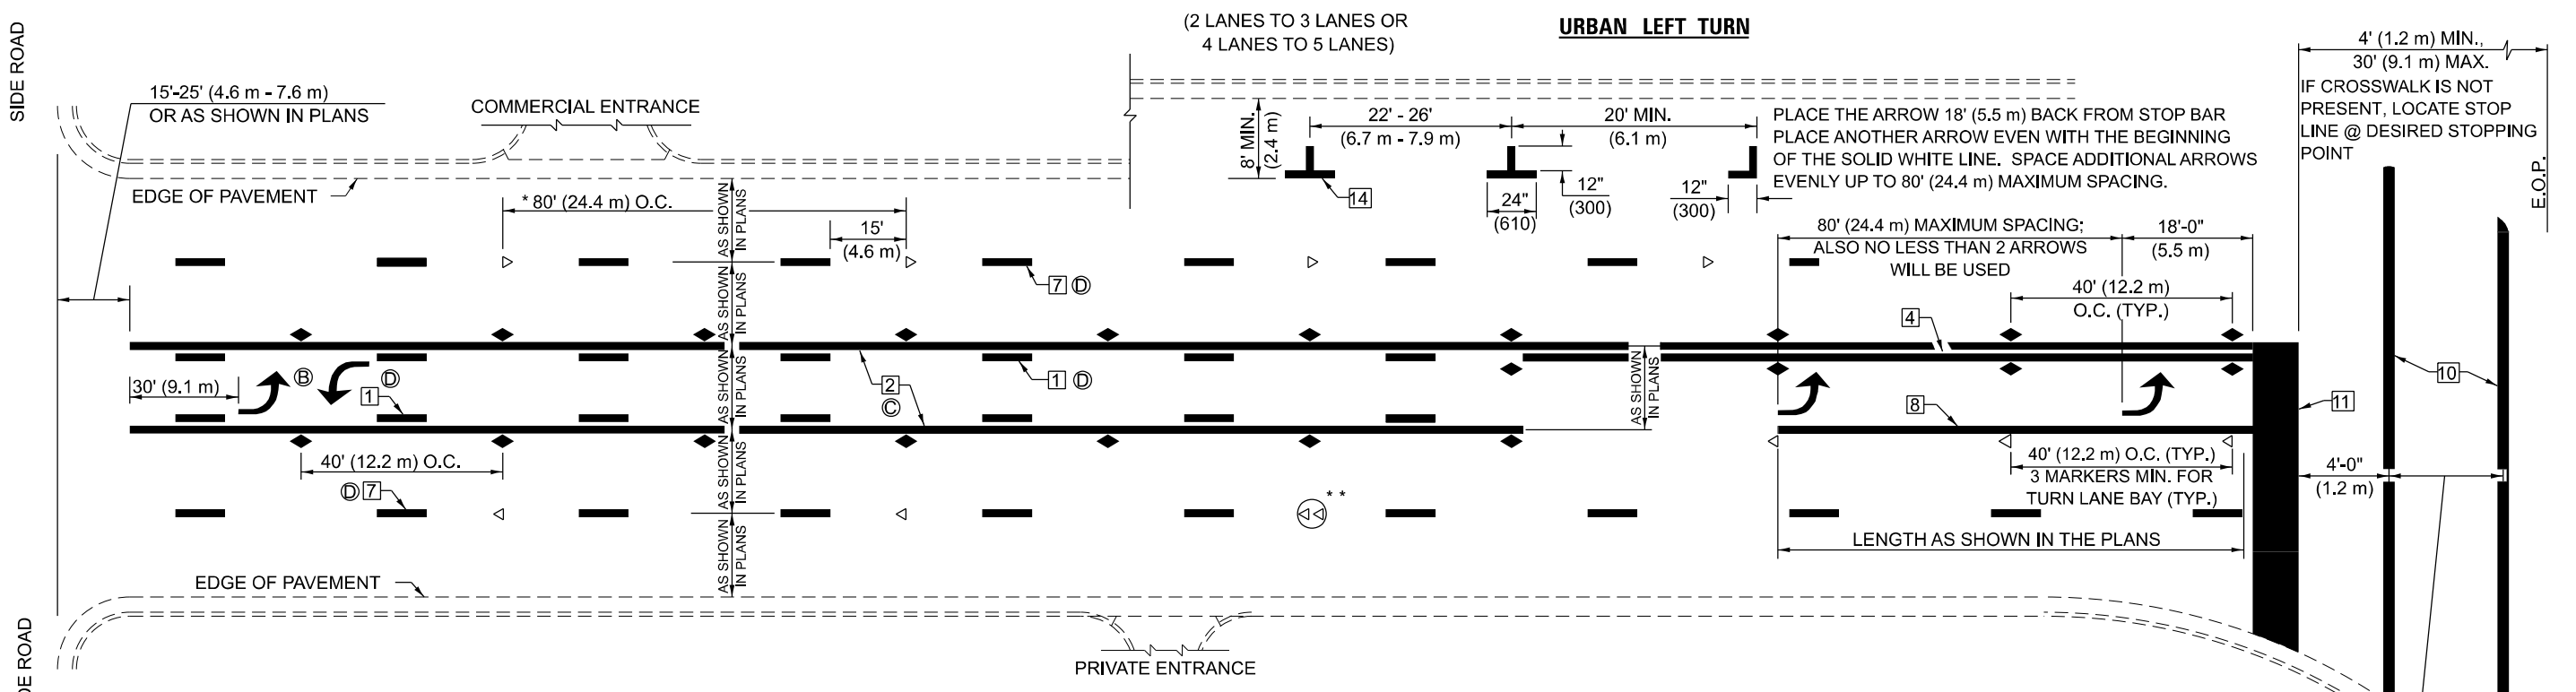 (2 LANES TO 3 LANES OR
4 LANES TO 5 LANES)
URBAN LEFT TURN
SIDE ROAD
15'-25' (4.6 m - 7.6 m)
OR AS SHOWN IN PLANS
COMMERCIAL ENTRANCE
EDGE OF PAVEMENT
* 80' (24.4 m) O.C.
15'
(4.6 m)
AS SHOWN
IN PLANS
AS SHOWN
IN PLANS
AS SHOWN
IN PLANS
AS SHOWN
IN PLANS
AS SHOWN
IN PLANS
8' MIN.
(2.4 m)
22' - 26'
(6.7 m - 7.9 m)
20' MIN.
(6.1 m)
14
24"
(610)
12"
(300)
12"
(300)
PLACE THE ARROW 18' (5.5 m) BACK FROM STOP BAR
PLACE ANOTHER ARROW EVEN WITH THE BEGINNING
OF THE SOLID WHITE LINE. SPACE ADDITIONAL ARROWS
EVENLY UP TO 80' (24.4 m) MAXIMUM SPACING.
4' (1.2 m) MIN.,
30' (9.1 m) MAX.
IF CROSSWALK IS NOT
PRESENT, LOCATE STOP
LINE @ DESIRED STOPPING
POINT
E.O.P.
80' (24.4 m) MAXIMUM SPACING;
ALSO NO LESS THAN 2 ARROWS
WILL BE USED
18'-0"
(5.5 m)
40' (12.2 m)
O.C. (TYP.)
7 D
4
30' (9.1 m)
B
D
1
2
C
1 D
AS SHOWN
IN PLANS
8
11
10
40' (12.2 m) O.C.
D 7
* *
40' (12.2 m) O.C. (TYP.)
3 MARKERS MIN. FOR
TURN LANE BAY (TYP.)
4'-0"
(1.2 m)
LENGTH AS SHOWN IN THE PLANS
EDGE OF PAVEMENT
PRIVATE ENTRANCE
DE ROAD